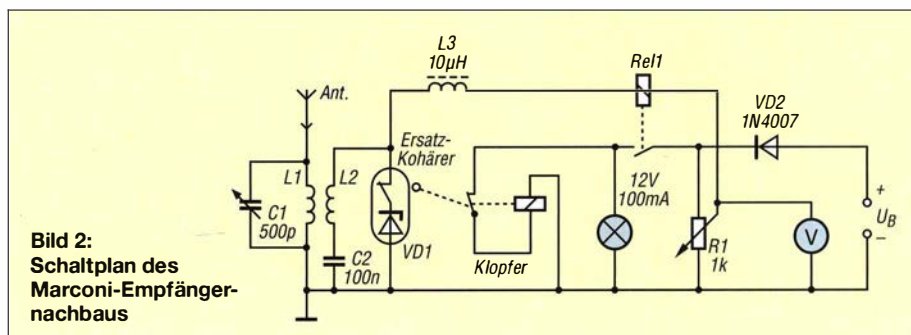 L3
10µH
Rel1
Ant.
VD2
1N4007
Ersatz-
Kohärer
L1
L2
12V
100mA
+
U_B
–
C1
500p
VD1
C2
100n
Klopfer
R1
1k
V
Bild 2:
Schaltplan des
Marconi-Empfänger-
nachbaus